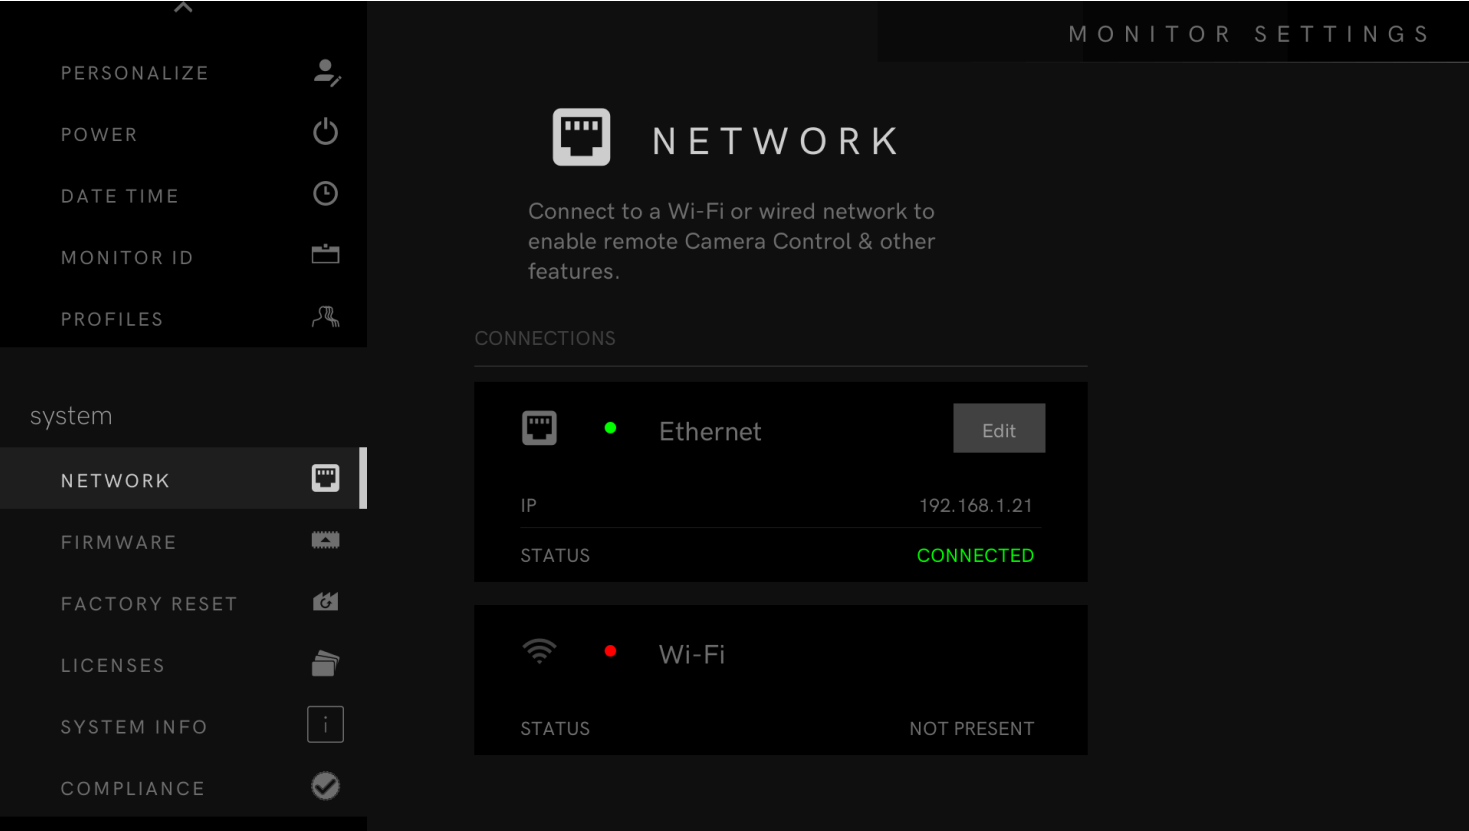 MONITOR SETTINGS
PERSONALIZE
POWER
DATE TIME
MONITOR ID
PROFILES
system
NETWORK
FIRMWARE
FACTORY RESET
LICENSES
SYSTEM INFO
i
COMPLIANCE
NETWORK
Connect to a Wi-Fi or wired network to
enable remote Camera Control & other
features.
CONNECTIONS
Ethernet
Edit
IP 192.168.1.21
STATUS CONNECTED
Wi-Fi
STATUS NOT PRESENT